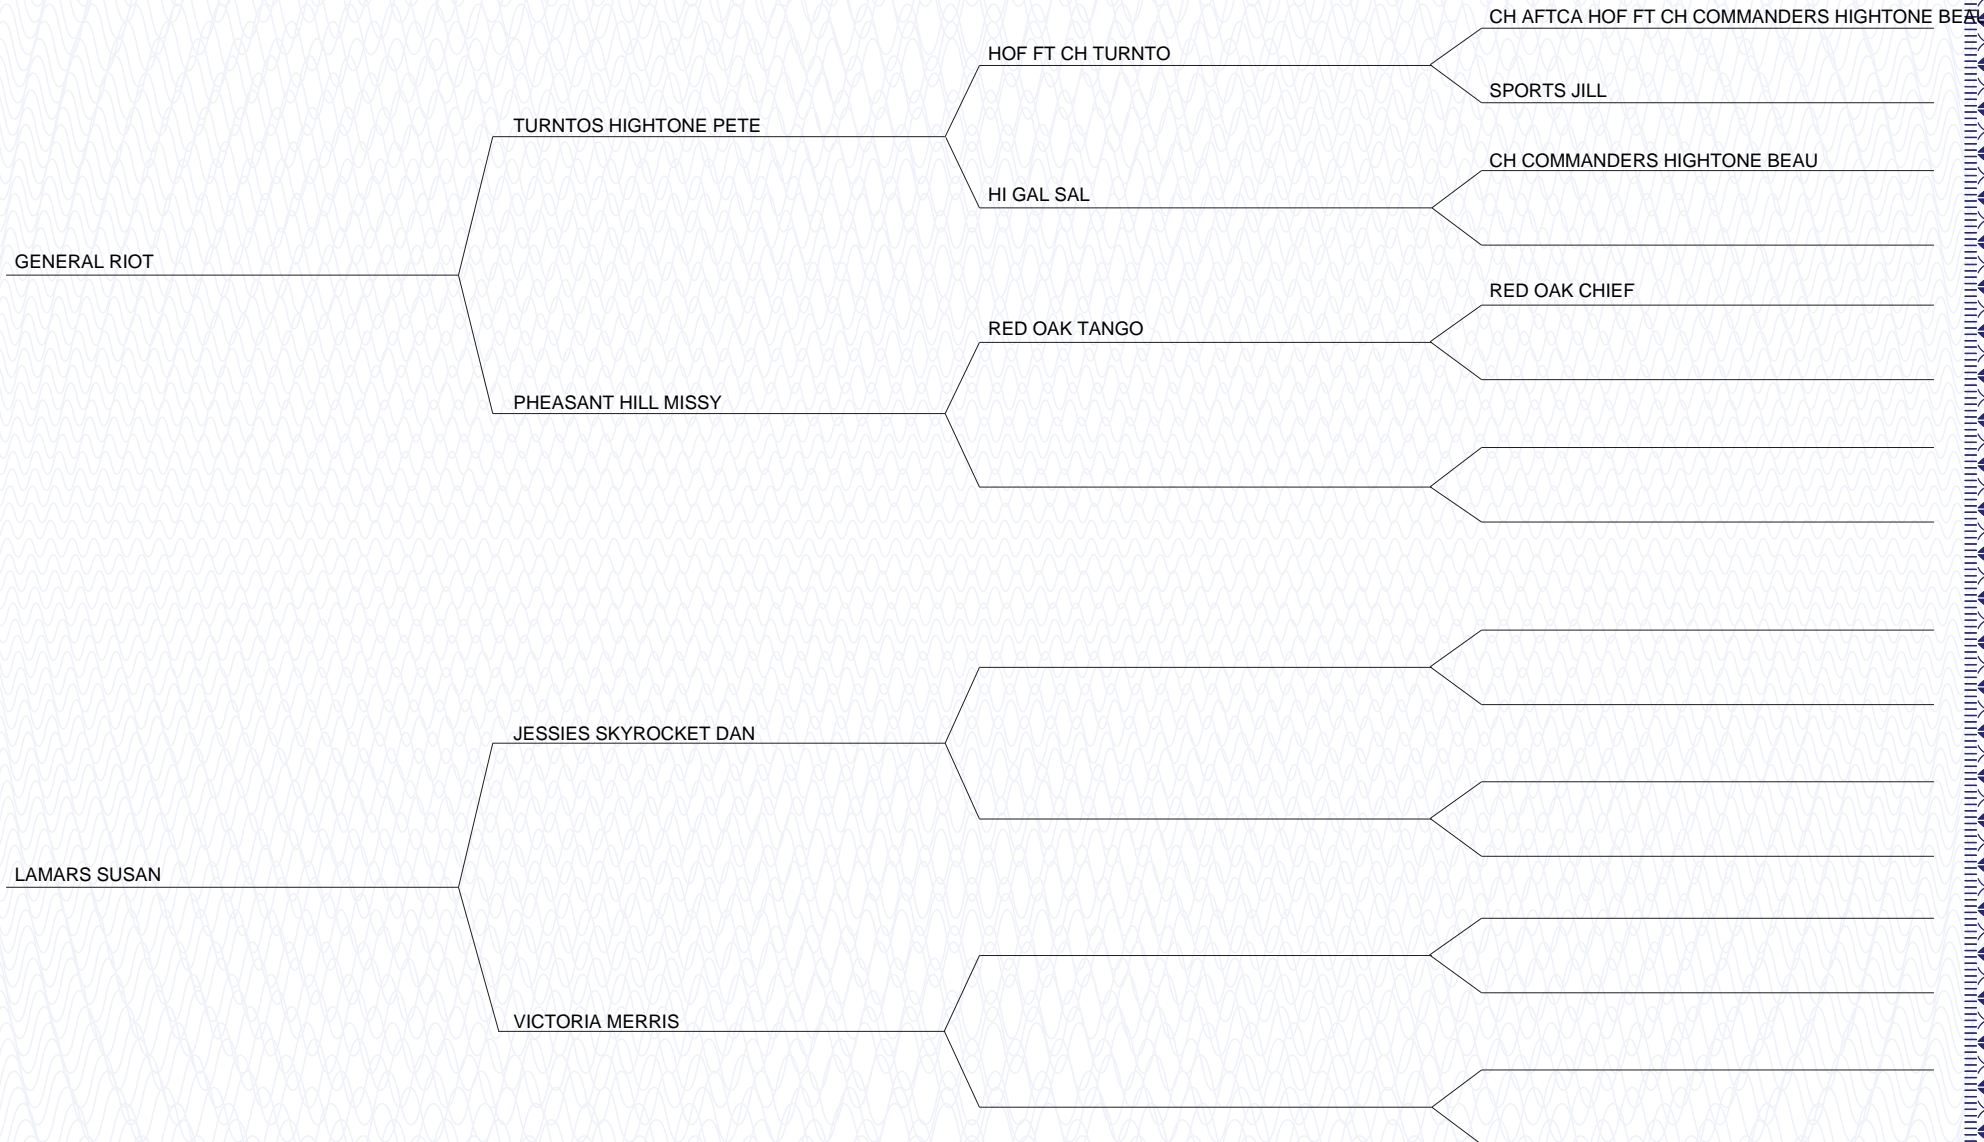 CH AFTCA HOF FT CH COMMANDERS HIGHTONE BEAU
HOF FT CH TURNTO
SPORTS JILL
TURNTOS HIGHTONE PETE
CH COMMANDERS HIGHTONE BEAU
HI GAL SAL
GENERAL RIOT
RED OAK CHIEF
RED OAK TANGO
PHEASANT HILL MISSY
JESSIES SKYROCKET DAN
LAMARS SUSAN
VICTORIA MERRIS